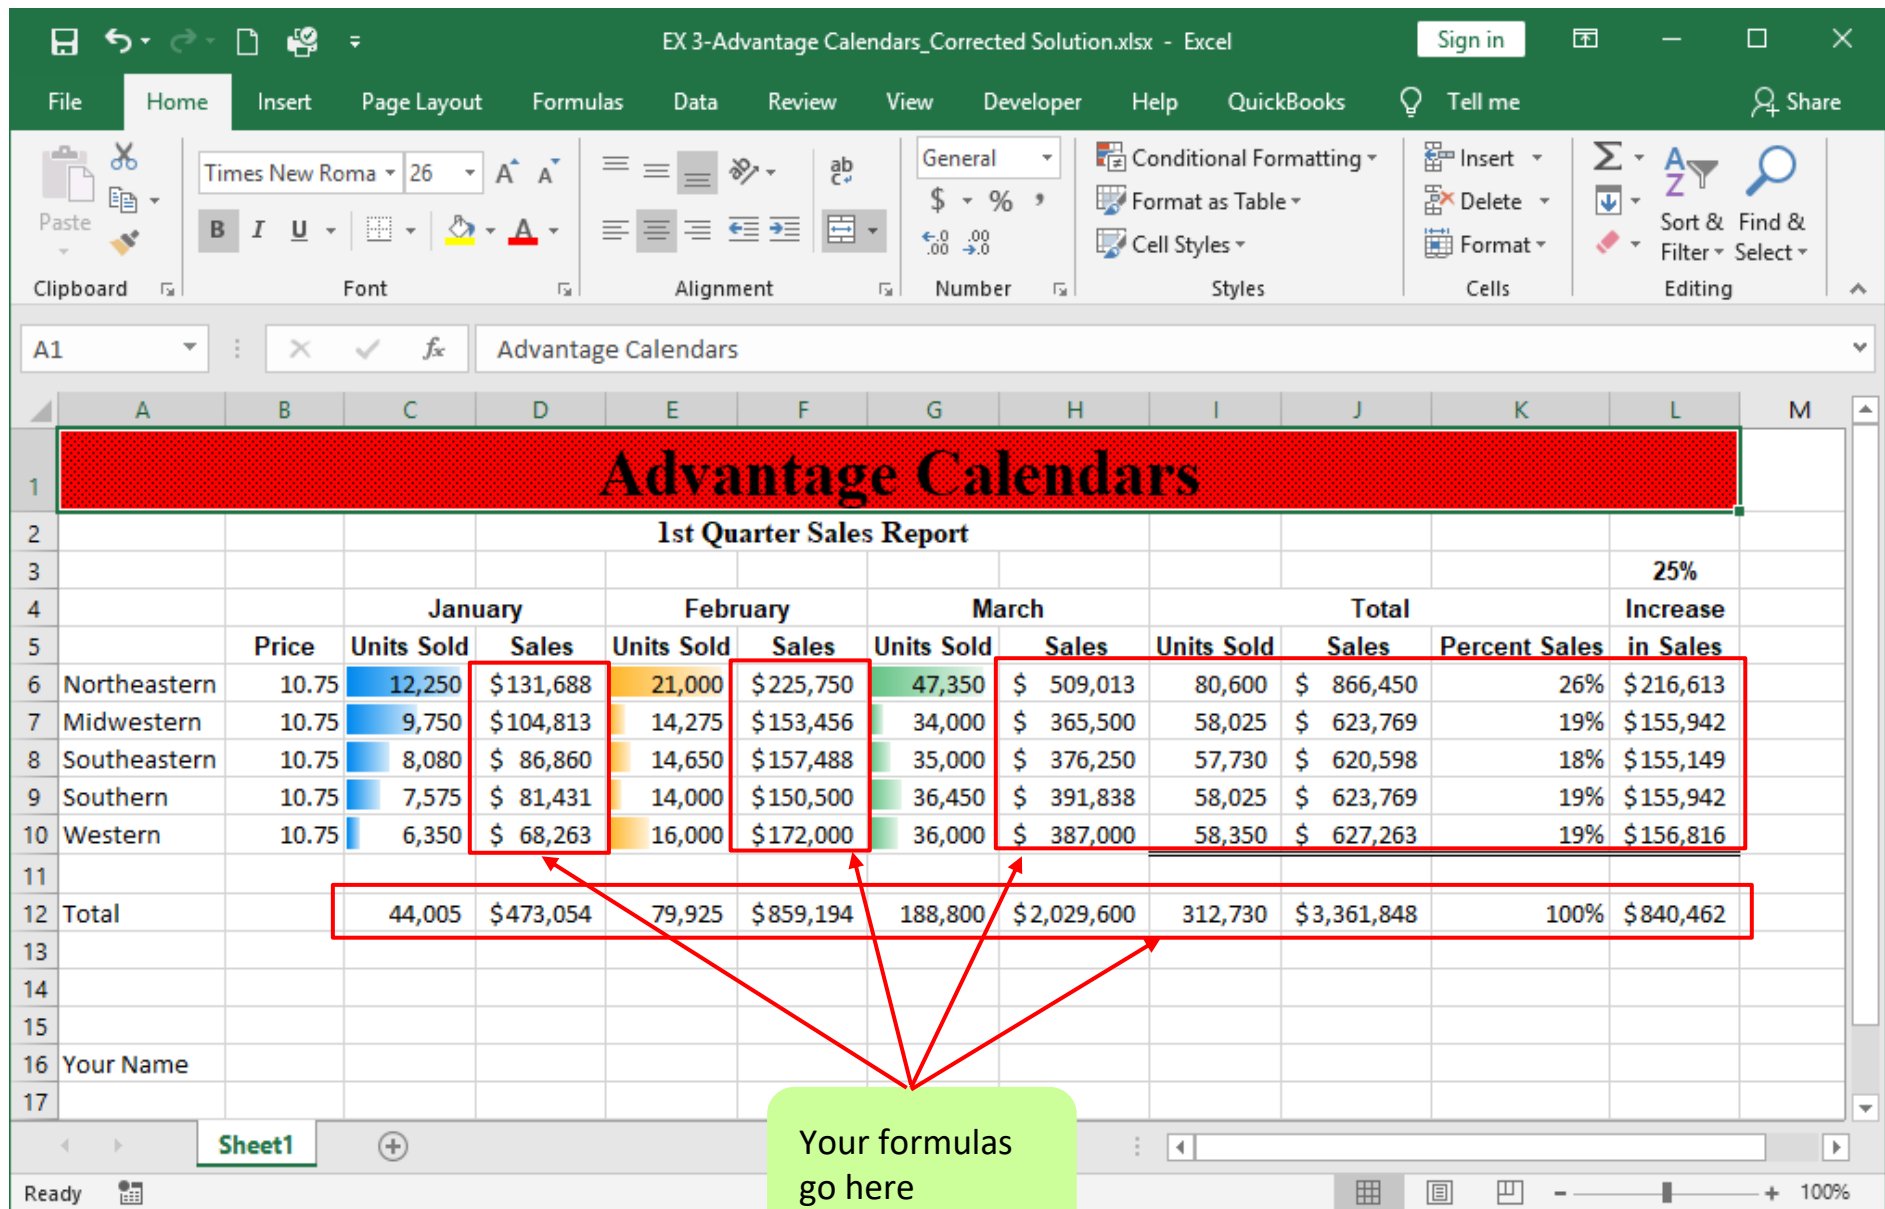 EX 3-Advantage Calendars_Corrected Solution.xlsx - Excel
Sign in
File Home Insert Page Layout Formulas Data Review View Developer Help QuickBooks Tell me Share
Paste
Clipboard
Times New Roma 26 A A
B I U A
Font
ab c
Alignment
General
$ % ,
.0 .00 .00 .0
Number
Conditional Formatting
Format as Table
Cell Styles
Styles
Insert
Delete
Format
Cells
Σ
A Z
Sort & Filter
Find & Select
Editing
A1 fx Advantage Calendars
A B C D E F G H I J K L M
1 Advantage Calendars
2 1st Quarter Sales Report
3 25%
4 January February March Total Increase
5 Price Units Sold Sales Units Sold Sales Units Sold Sales Units Sold Sales Percent Sales in Sales
6 Northeastern 10.75 12,250 $131,688 21,000 $225,750 47,350 $ 509,013 80,600 $ 866,450 26% $216,613
7 Midwestern 10.75 9,750 $104,813 14,275 $153,456 34,000 $ 365,500 58,025 $ 623,769 19% $155,942
8 Southeastern 10.75 8,080 $ 86,860 14,650 $157,488 35,000 $ 376,250 57,730 $ 620,598 18% $155,149
9 Southern 10.75 7,575 $ 81,431 14,000 $150,500 36,450 $ 391,838 58,025 $ 623,769 19% $155,942
10 Western 10.75 6,350 $ 68,263 16,000 $172,000 36,000 $ 387,000 58,350 $ 627,263 19% $156,816
11
12 Total 44,005 $473,054 79,925 $859,194 188,800 $2,029,600 312,730 $3,361,848 100% $840,462
13
14
15
16 Your Name
17
Your formulas
go here
Sheet1
Ready
100%